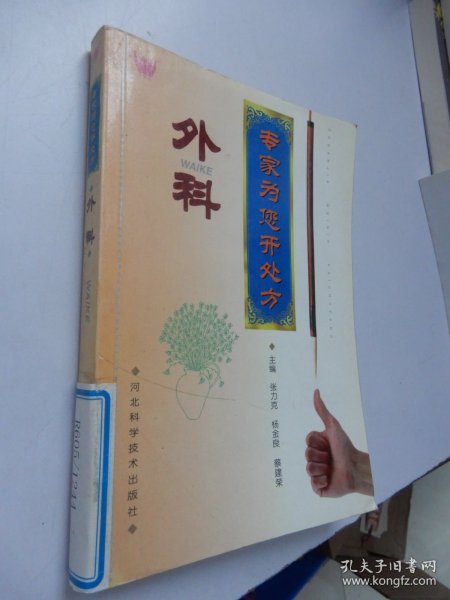 外科
WAIKE
专家为您开处方
◆主编 张力克 杨金良 蔡建荣
◆河北科学技术出版社◆
·外科·
WAIKE
R605/1244
孔夫子旧书网
www.kongfz.com